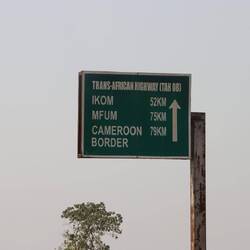 TRANS-AFRICAN HIGHWAY (TAH 08)
IKOM 52KM
MFUM 75KM
CAMEROON 79KM
BORDER